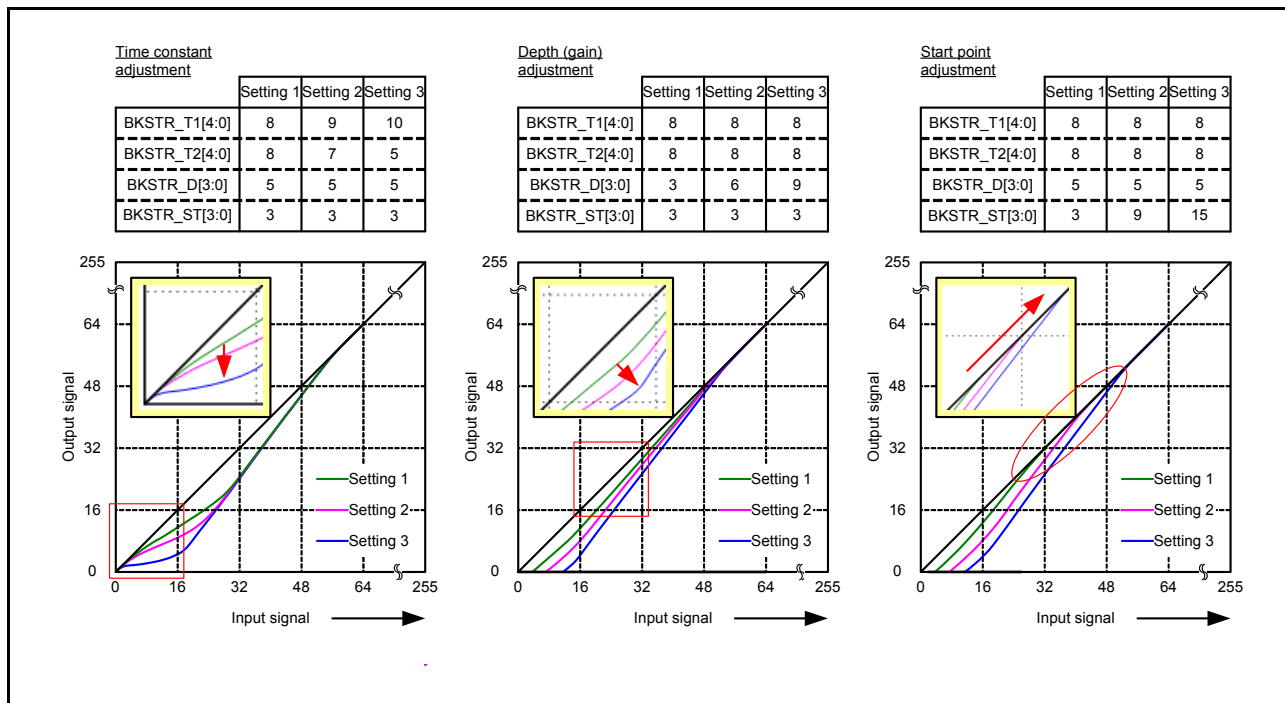 Time constant
adjustment
Setting 1 Setting 2 Setting 3
BKSTR_T1[4:0] 8 9 10
BKSTR_T2[4:0] 8 7 5
BKSTR_D[3:0] 5 5 5
BKSTR_ST[3:0] 3 3 3
255
64
48
32
16
0
Output signal
Setting 1
Setting 2
Setting 3
0 16 32 48 64 255
Input signal
Depth (gain)
adjustment
Setting 1 Setting 2 Setting 3
BKSTR_T1[4:0] 8 8 8
BKSTR_T2[4:0] 8 8 8
BKSTR_D[3:0] 3 6 9
BKSTR_ST[3:0] 3 3 3
255
64
48
32
16
0
Output signal
Setting 1
Setting 2
Setting 3
0 16 32 48 64 255
Input signal
Start point
adjustment
Setting 1 Setting 2 Setting 3
BKSTR_T1[4:0] 8 8 8
BKSTR_T2[4:0] 8 8 8
BKSTR_D[3:0] 5 5 5
BKSTR_ST[3:0] 3 9 15
255
64
48
32
16
0
Output signal
Setting 1
Setting 2
Setting 3
0 16 32 48 64 255
Input signal